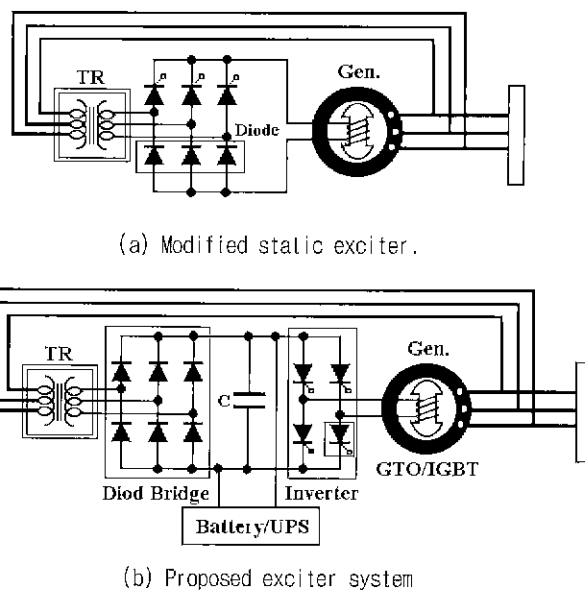 TR
Gen.
Diode
(a) Modified static exciter.
TR
Gen.
C
GTO/IGBT
Diod Bridge
Inverter
Battery/UPS
(b) Proposed exciter system